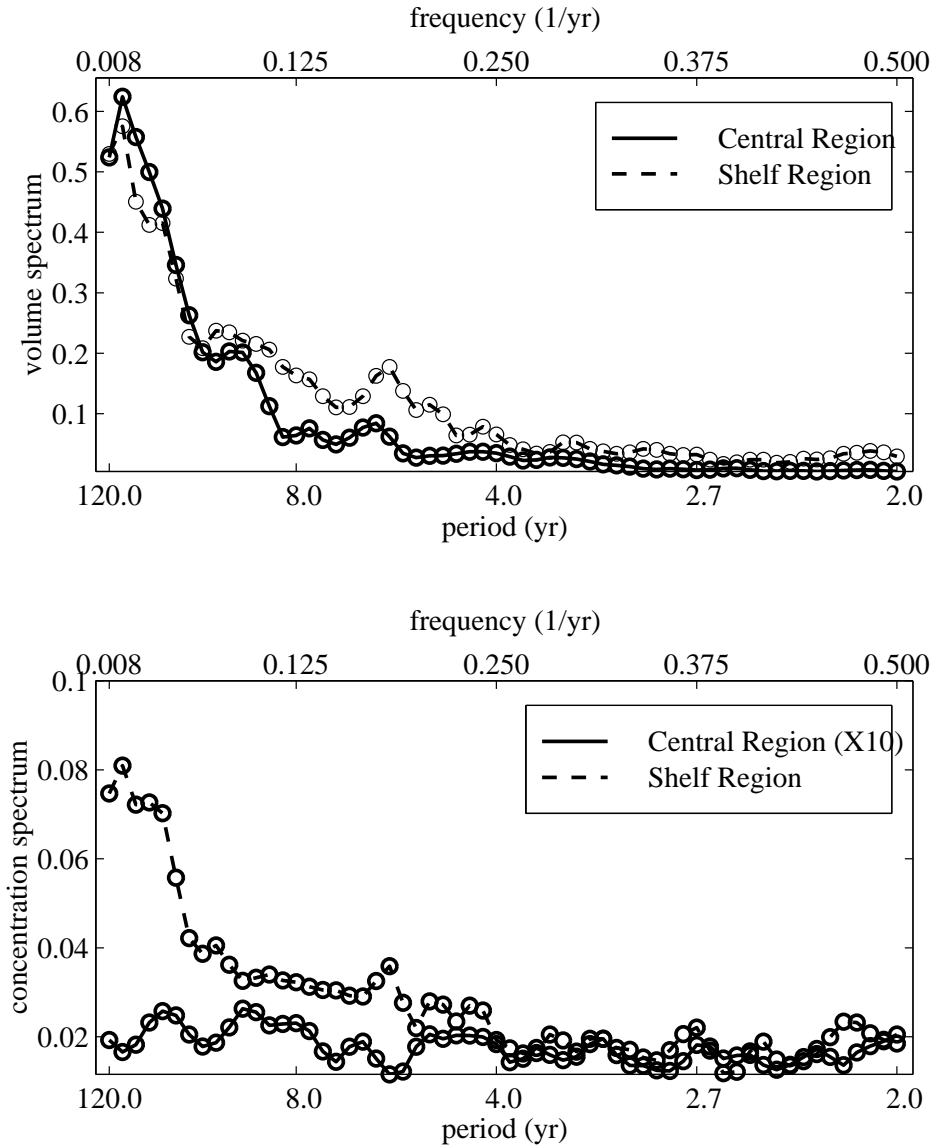 frequency (1/yr)
0.008 0.125 0.250 0.375 0.500
0.6
0.5
0.4
0.3
0.2
0.1
volume spectrum
Central Region
Shelf Region
120.0 8.0 4.0 2.7 2.0
period (yr)
frequency (1/yr)
0.008 0.125 0.250 0.375 0.500
0.1
0.08
0.06
0.04
0.02
concentration spectrum
Central Region (X10)
Shelf Region
120.0 8.0 4.0 2.7 2.0
period (yr)